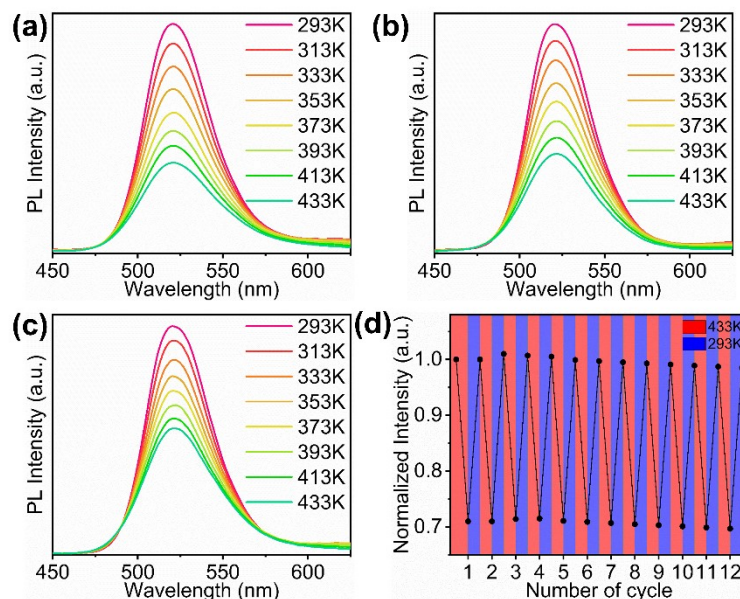 (a)
293K
313K
333K
353K
373K
393K
413K
433K
PL Intensity (a.u.)
450 500 550 600
Wavelength (nm)
(b)
293K
313K
333K
353K
373K
393K
413K
433K
PL Intensity (a.u.)
450 500 550 600
Wavelength (nm)
(c)
293K
313K
333K
353K
373K
393K
413K
433K
PL Intensity (a.u.)
450 500 550 600
Wavelength (nm)
(d)
433K
293K
Normalized Intensity (a.u.)
1.0
0.9
0.8
0.7
1 2 3 4 5 6 7 8 9 10 11 12
Number of cycle